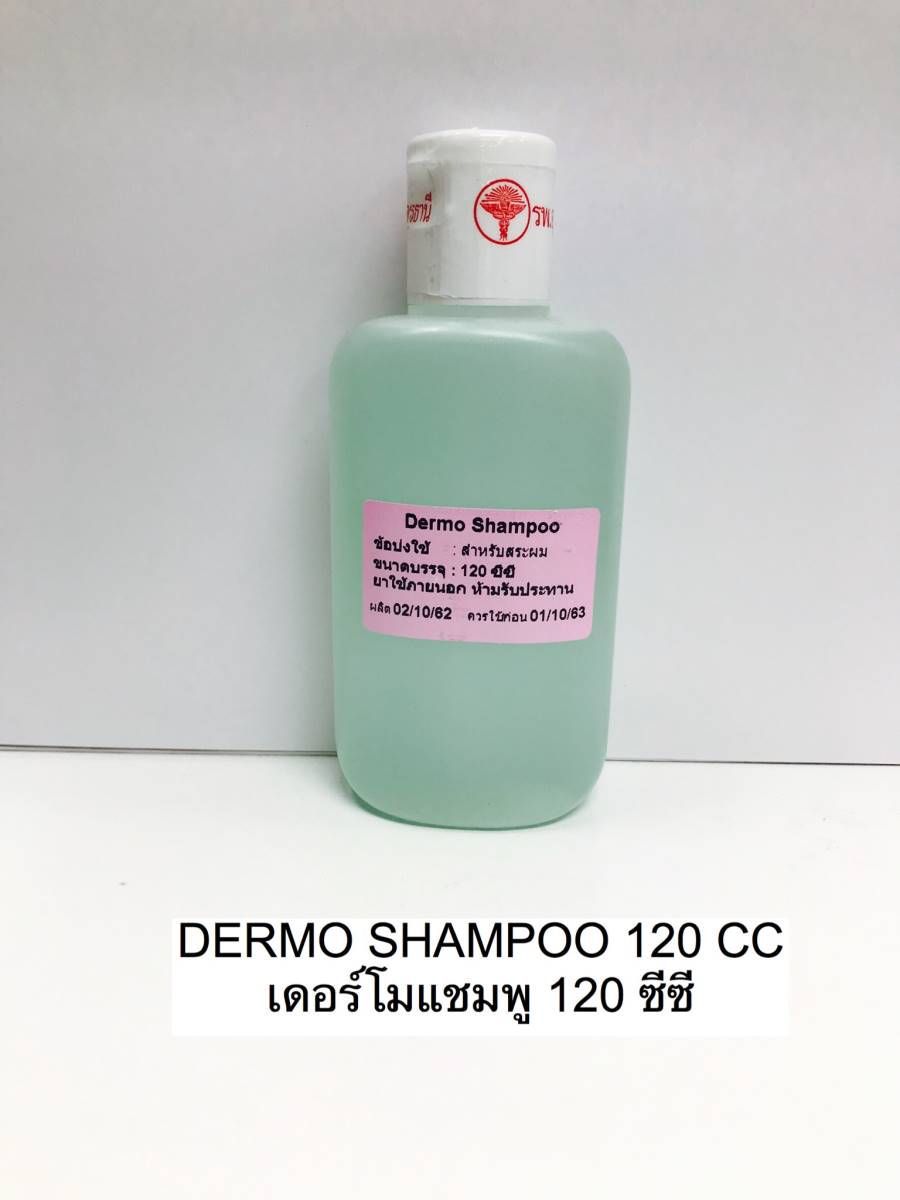 รพ.
Dermo Shampoo
ข้อบ่งใช้ : สำหรับสระผม
ขนาดบรรจุ : 120 ซีซี
ยาใช้ภายนอก ห้ามรับประทาน
ผลิต 02/10/62 ควรใช้ก่อน 01/10/63
DERMO SHAMPOO 120 CC
เดอร์โมแชมพู 120 ซีซี